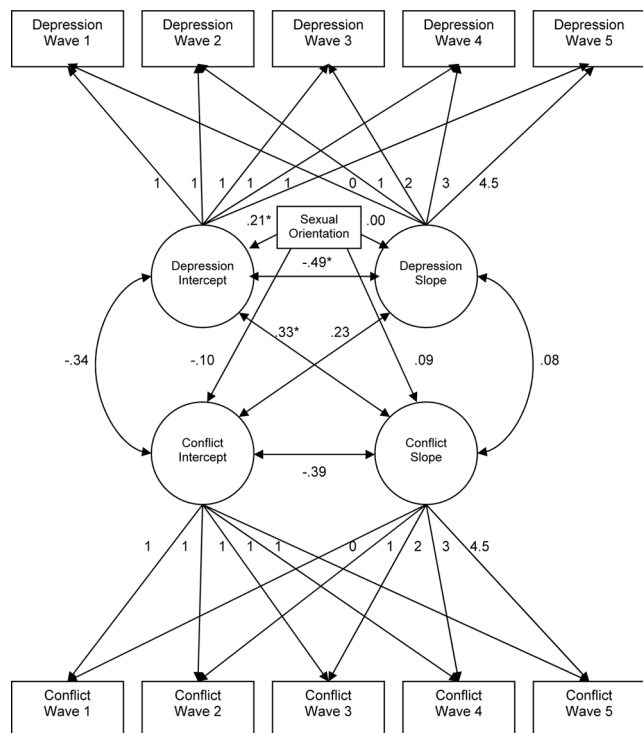 Depression
Wave 1
Depression
Wave 2
Depression
Wave 3
Depression
Wave 4
Depression
Wave 5
1 1 1 1 1 0 1 2 3 4.5
.21*
Sexual
Orientation
.00
Depression
Intercept
-.49*
Depression
Slope
-.34
-.10
.33*
.23
.09
.08
Conflict
Intercept
-.39
Conflict
Slope
1 1 1 1 1 0 1 2 3 4.5
Conflict
Wave 1
Conflict
Wave 2
Conflict
Wave 3
Conflict
Wave 4
Conflict
Wave 5